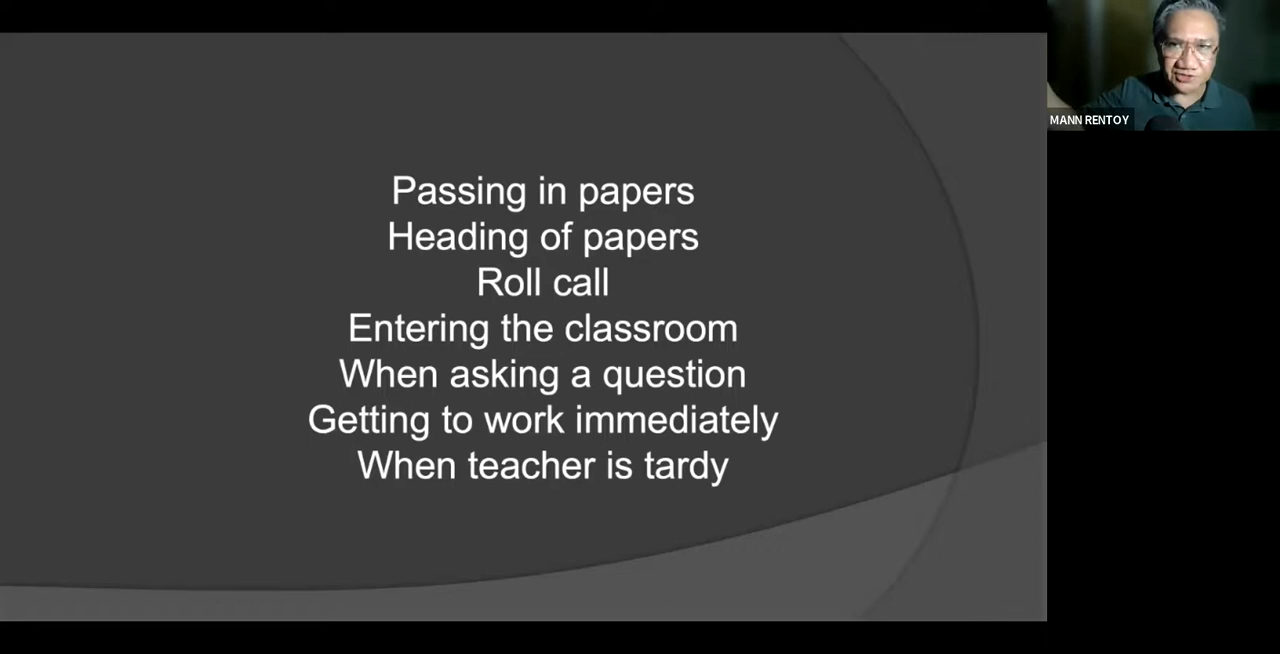 Passing in papers
Heading of papers
Roll call
Entering the classroom
When asking a question
Getting to work immediately
When teacher is tardy
MANN RENTOY